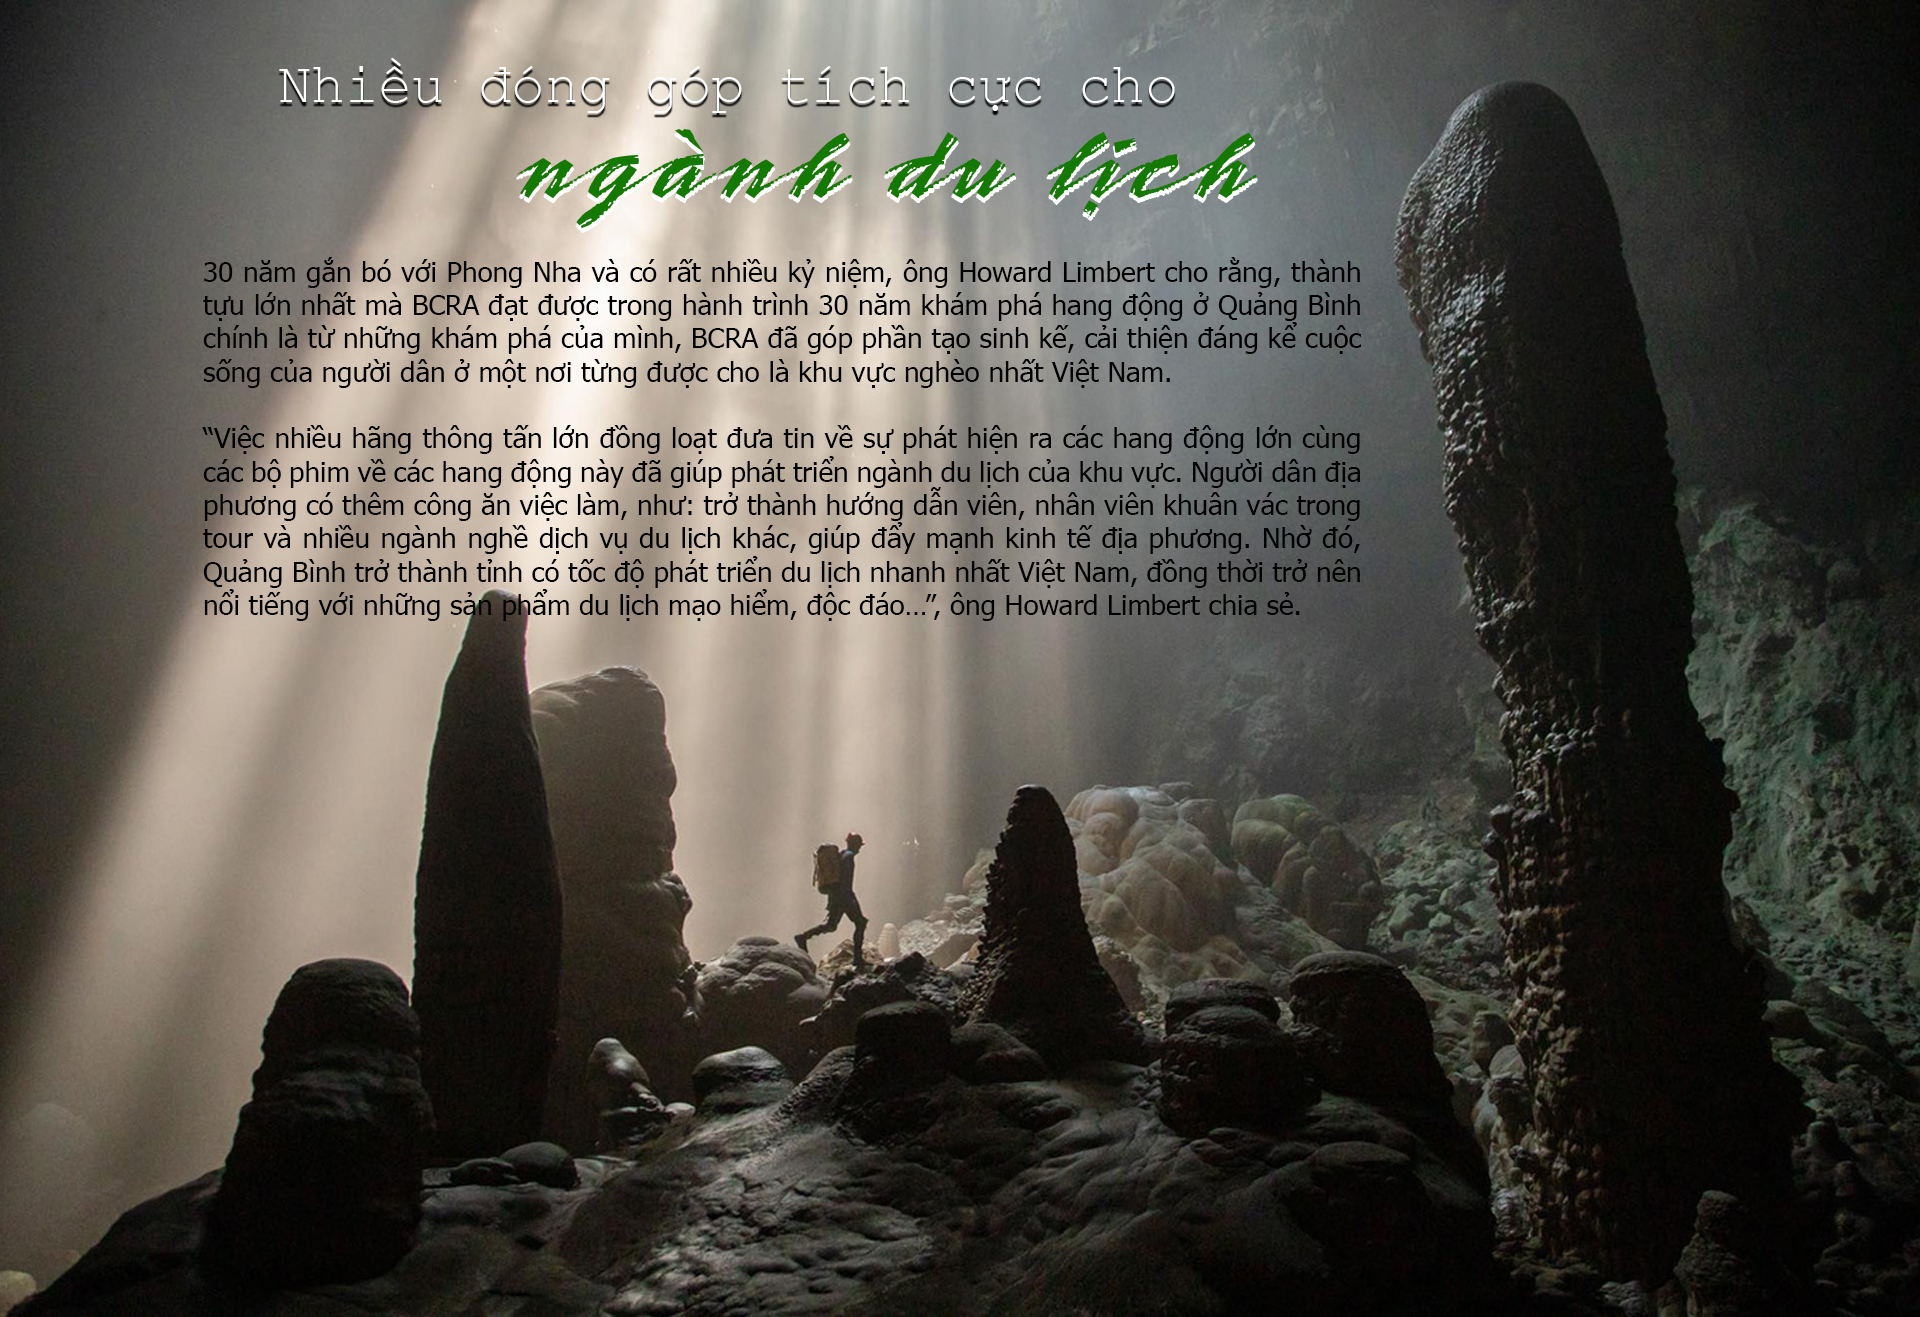 Nhiều đóng góp tích cực cho
ngành du lịch
30 năm gắn bó với Phong Nha và có rất nhiều kỷ niệm, ông Howard Limbert cho rằng, thành
tựu lớn nhất mà BCRA đạt được trong hành trình 30 năm khám phá hang động ở Quảng Bình
chính là từ những khám phá của mình, BCRA đã góp phần tạo sinh kế, cải thiện đáng kể cuộc
sống của người dân ở một nơi từng được cho là khu vực nghèo nhất Việt Nam.
“Việc nhiều hãng thông tấn lớn đồng loạt đưa tin về sự phát hiện ra các hang động lớn cùng
các bộ phim về các hang động này đã giúp phát triển ngành du lịch của khu vực. Người dân địa
phương có thêm công ăn việc làm, như: trở thành hướng dẫn viên, nhân viên khuân vác trong
tour và nhiều ngành nghề dịch vụ du lịch khác, giúp đẩy mạnh kinh tế địa phương. Nhờ đó,
Quảng Bình trở thành tỉnh có tốc độ phát triển du lịch nhanh nhất Việt Nam, đồng thời trở nên
nổi tiếng với những sản phẩm du lịch mạo hiểm, độc đáo…”, ông Howard Limbert chia sẻ.